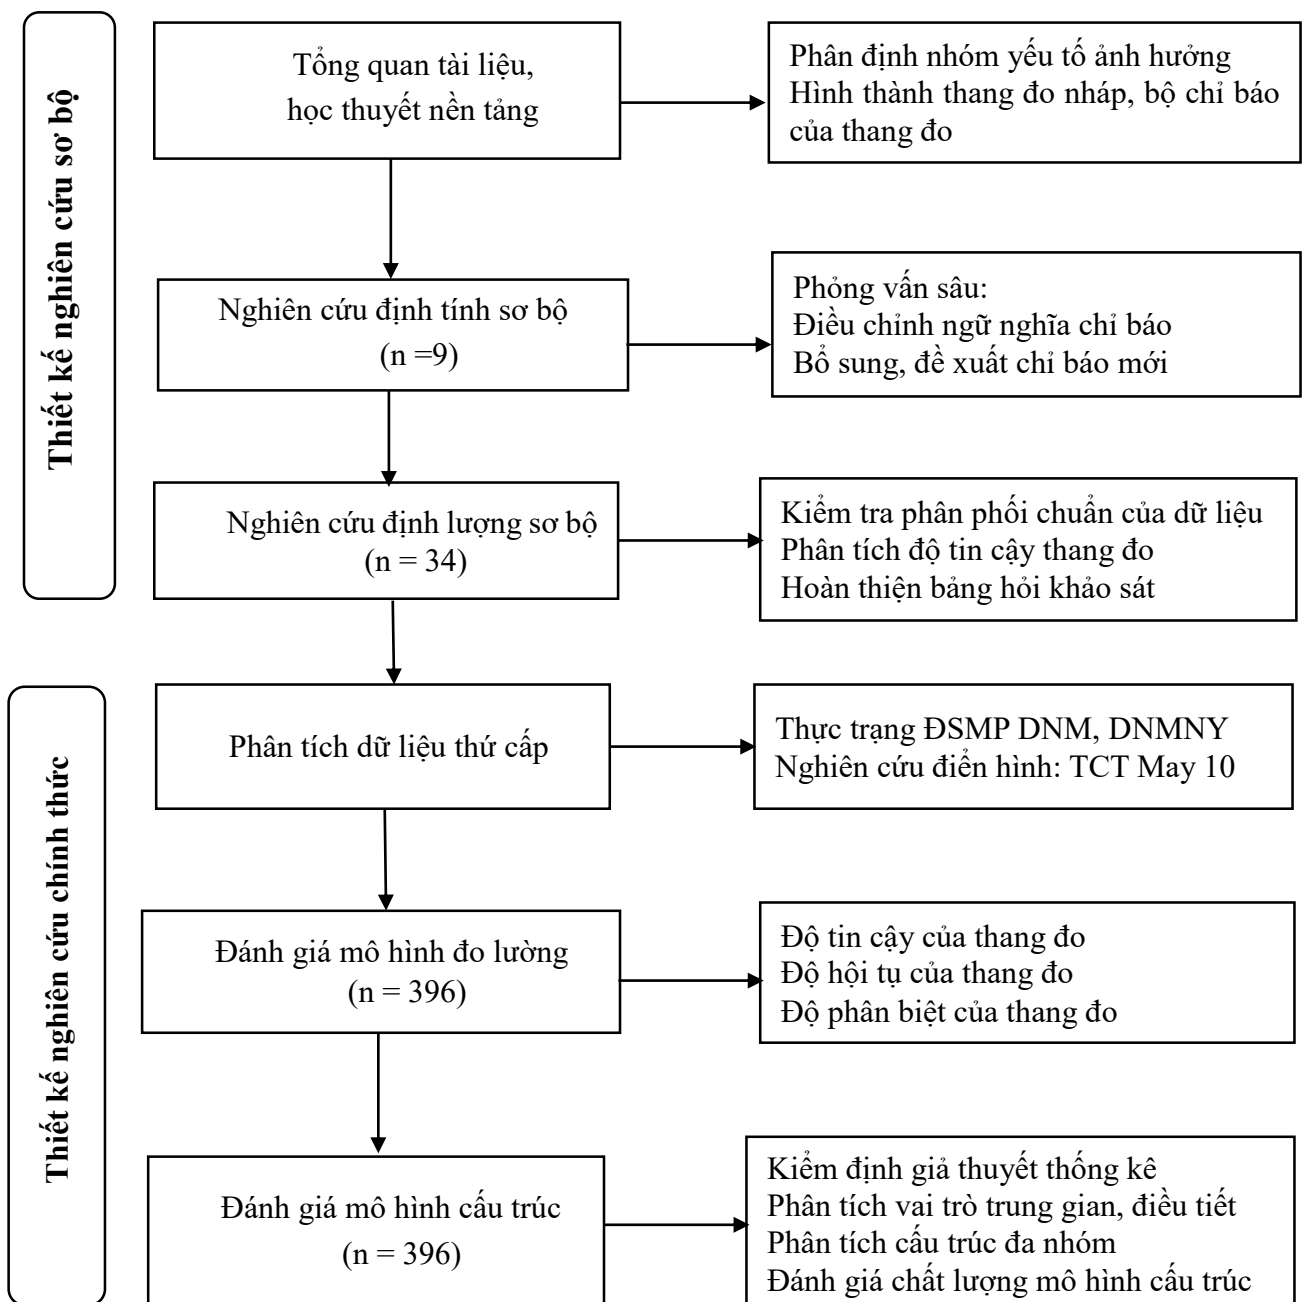 Thiết kế nghiên cứu sơ bộ
Tổng quan tài liệu,
học thuyết nền tảng
Phân định nhóm yếu tố ảnh hưởng
Hình thành thang đo nháp, bộ chỉ báo
của thang đo
Nghiên cứu định tính sơ bộ
(n =9)
Phỏng vấn sâu:
Điều chỉnh ngữ nghĩa chỉ báo
Bổ sung, đề xuất chỉ báo mới
Nghiên cứu định lượng sơ bộ
(n = 34)
Kiểm tra phân phối chuẩn của dữ liệu
Phân tích độ tin cậy thang đo
Hoàn thiện bảng hỏi khảo sát
Thiết kế nghiên cứu chính thức
Phân tích dữ liệu thứ cấp
Thực trạng ĐSMP DNM, DNMNY
Nghiên cứu điển hình: TCT May 10
Đánh giá mô hình đo lường
(n = 396)
Độ tin cậy của thang đo
Độ hội tụ của thang đo
Độ phân biệt của thang đo
Đánh giá mô hình cấu trúc
(n = 396)
Kiểm định giả thuyết thống kê
Phân tích vai trò trung gian, điều tiết
Phân tích cấu trúc đa nhóm
Đánh giá chất lượng mô hình cấu trúc